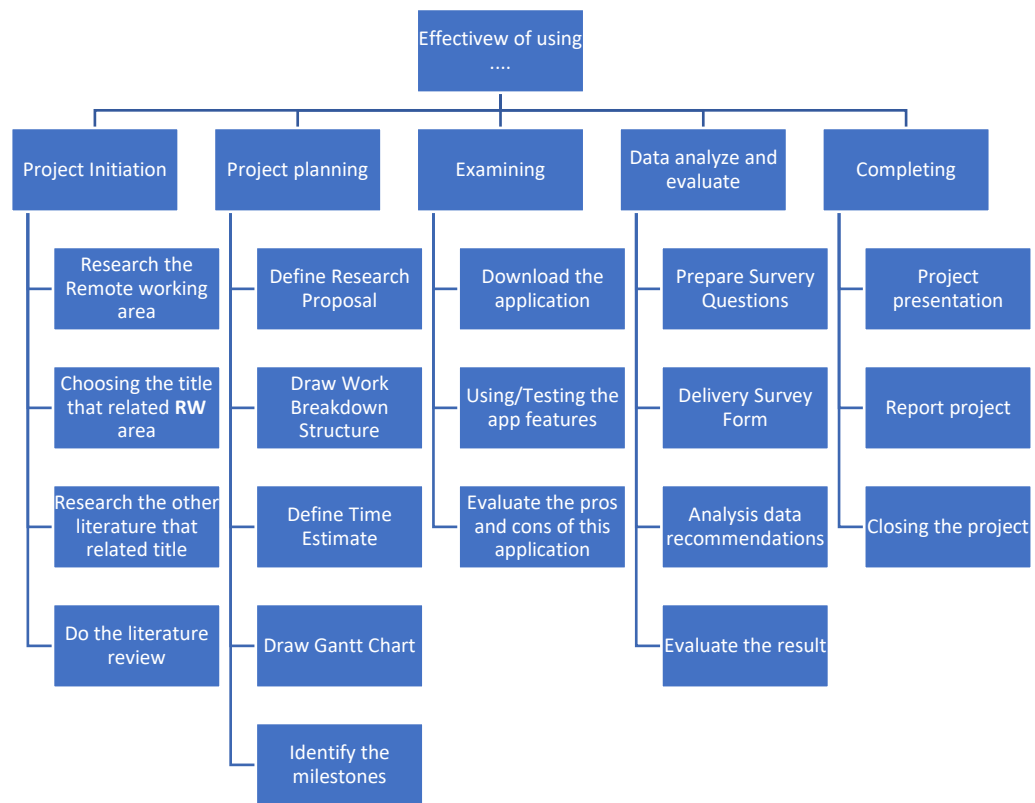 Effectivew of using
....
Project Initiation
Project planning
Examining
Data analyze and
evaluate
Completing
Research the
Remote working
area
Choosing the title
that related RW
area
Research the other
literature that
related title
Do the literature
review
Define Research
Proposal
Draw Work
Breakdown
Structure
Define Time
Estimate
Draw Gantt Chart
Identify the
milestones
Download the
application
Using/Testing the
app features
Evaluate the pros
and cons of this
application
Prepare Survery
Questions
Delivery Survey
Form
Analysis data
recommendations
Evaluate the result
Project
presentation
Report project
Closing the project